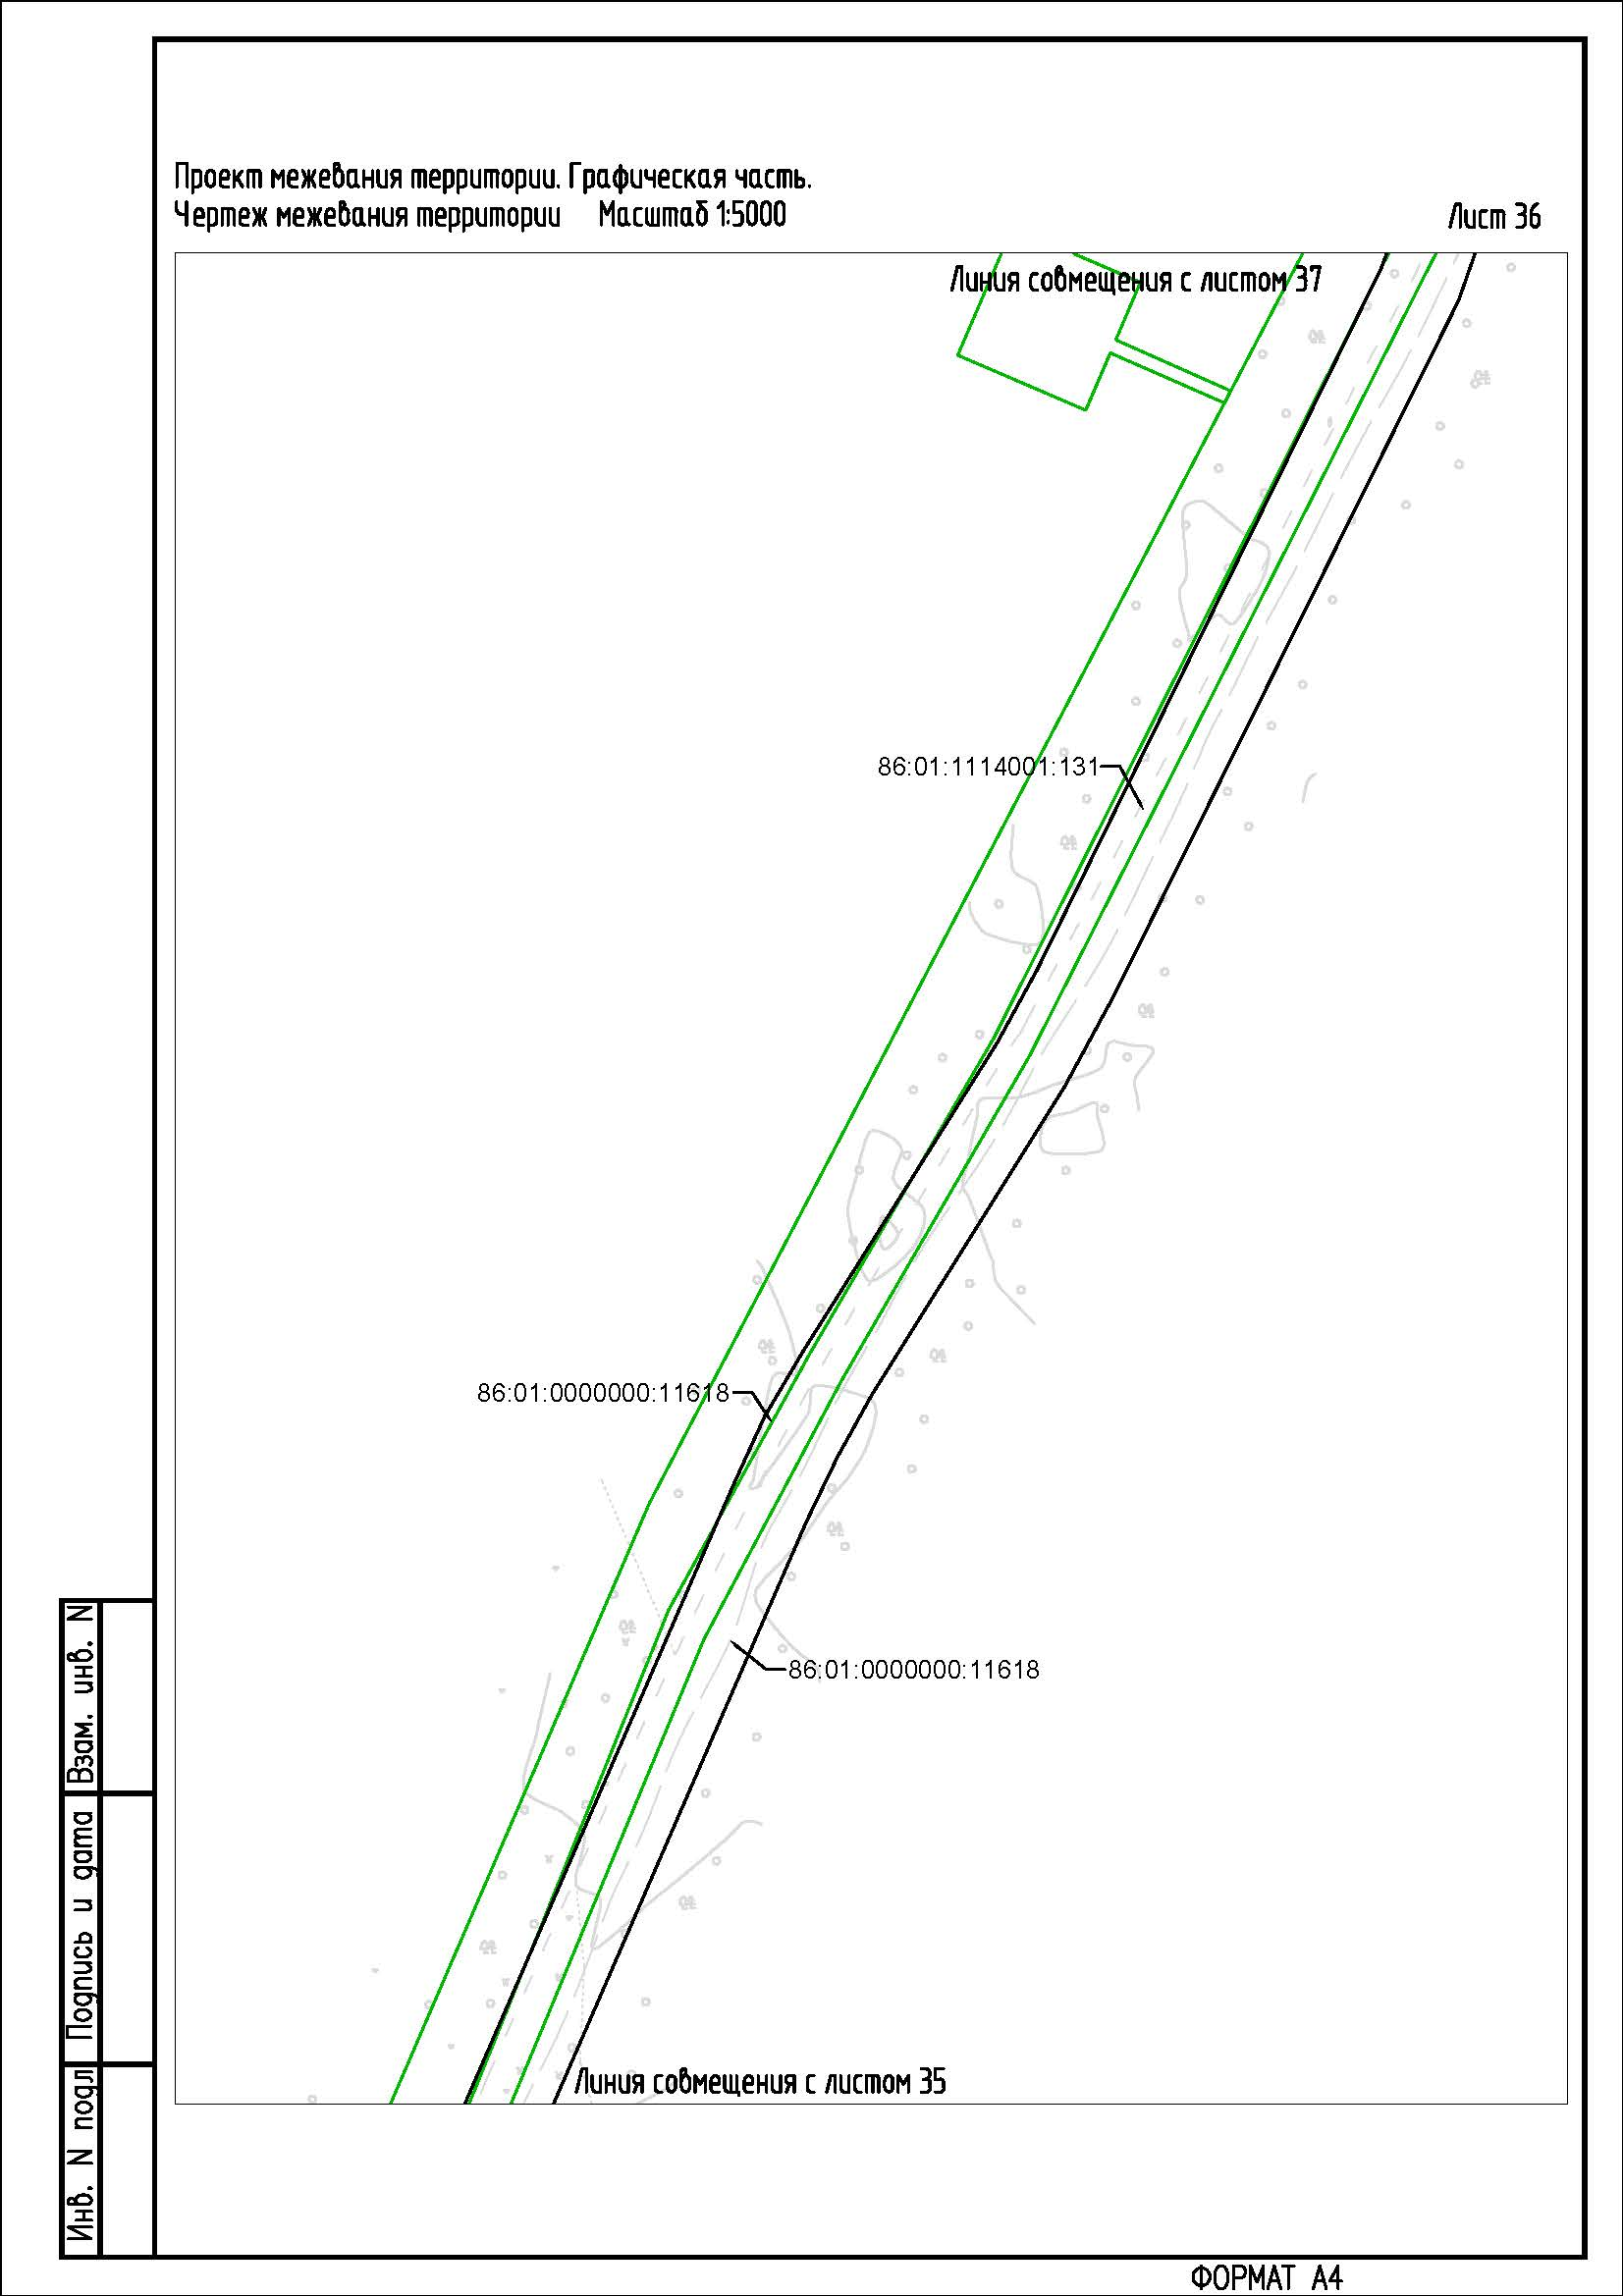 Проект межевания территории. Графическая часть.
Чертеж межевания территории Масштаб 1:5000
Лист 36
Линия совмещения с листом 37
86:01:1114001:131
86:01:0000000:11618
86:01:0000000:11618
Линия совмещения с листом 35
Взам. инв. N
Подпись и дата
Инв. N подл
ФОРМАТ А4